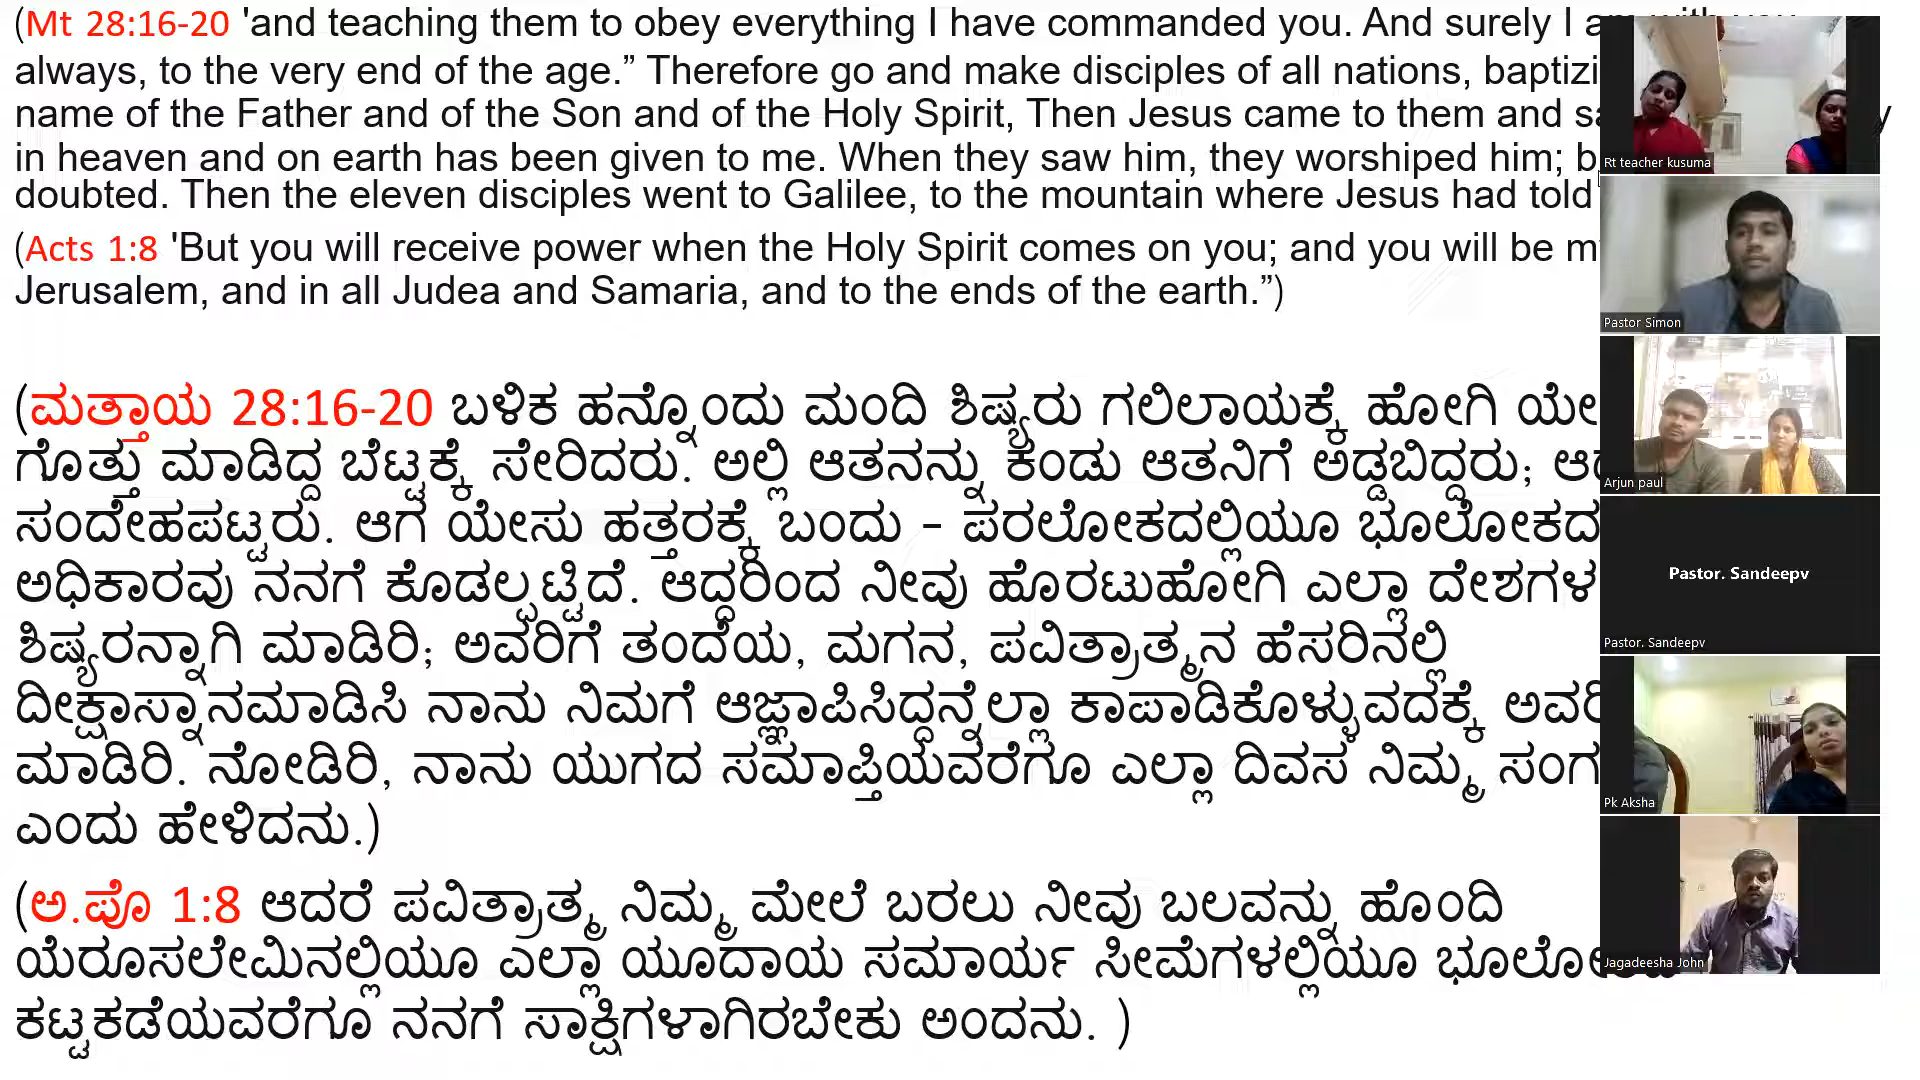 (Mt 28:16-20 'and teaching them to obey everything I have commanded you. And surely I am with you
always, to the very end of the age.” Therefore go and make disciples of all nations,
name of the Father and of the Son and of the Holy Spirit, Then Jesus came to them and
in heaven and on earth has been given to me. When they saw him, they worshiped him;
doubted. Then the eleven disciples went to Galilee, to the mountain where Jesus had told
(Acts 1:8 'But you will receive power when the Holy Spirit comes on you; and you will be
Jerusalem, and in all Judea and Samaria, and to the ends of the earth.”)
(ಮತ್ತಾಯ 28:16-20 ಬಳಿಕ ಹನ್ನೊಂದು ಮಂದಿ ಶಿಷ್ಯರು ಗಲಿಲಾಯಕ್ಕೆ ಹೋಗಿ
ಗೊತ್ತು ಮಾಡಿದ್ದ ಬೆಟ್ಟಕ್ಕೆ ಸೇರಿದರು. ಅಲ್ಲಿ ಆತನನ್ನು ಕಂಡು ಆತನಿಗೆ ಅಡ್ಡಬಿದ್ದರು;
ಸಂದೇಹಪಟ್ಟರು. ಆಗ ಯೇಸು ಹತ್ತರಕ್ಕೆ ಬಂದು - ಪರಲೋಕದಲ್ಲಿಯೂ
ಅಧಿಕಾರವು ನನಗೆ ಕೊಡಲ್ಪಟ್ಟಿದೆ. ಆದ್ದರಿಂದ ನೀವು ಹೊರಟುಹೋಗಿ ಎಲ್ಲಾ
ಶಿಷ್ಯರನ್ನಾಗಿ ಮಾಡಿರಿ; ಅವರಿಗೆ ತಂದೆಯ, ಮಗನ, ಪವಿತ್ರಾತ್ಮನ ಹೆಸರಿನಲ್ಲಿ
ದೀಕ್ಷಾಸ್ನಾನಮಾಡಿಸಿ ನಾನು ನಿಮಗೆ ಆಜ್ಞಾಪಿಸಿದ್ದನ್ನೆಲ್ಲಾ ಕಾಪಾಡಿಕೊಳ್ಳುವದಕ್ಕೆ
ಮಾಡಿರಿ. ನೋಡಿರಿ, ನಾನು ಯುಗದ ಸಮಾಪ್ತಿಯವರೆಗೂ ಎಲ್ಲಾ ದಿವಸ ನಿಮ್ಮ
ಎಂದು ಹೇಳಿದನು.)
(ಅ.ಪೊ 1:8 ಆದರೆ ಪವಿತ್ರಾತ್ಮ ನಿಮ್ಮ ಮೇಲೆ ಬರಲು ನೀವು ಬಲವನ್ನು ಹೊಂದಿ
ಯೆರೂಸಲೇಮಿನಲ್ಲಿಯೂ ಎಲ್ಲಾ ಯೂದಾಯ ಸಮಾರ್ಯ ಸೀಮೆಗಳಲ್ಲಿಯೂ
ಕಟ್ಟಕಡೆಯವರೆಗೂ ನನಗೆ ಸಾಕ್ಷಿಗಳಾಗಿರಬೇಕು ಅಂದನು. )
Rt teacher kusuma
Pastor Simon
Arjun paul
Pastor. Sandeepv
Pastor. Sandeepv
Pk Aksha
Jagadeesha John